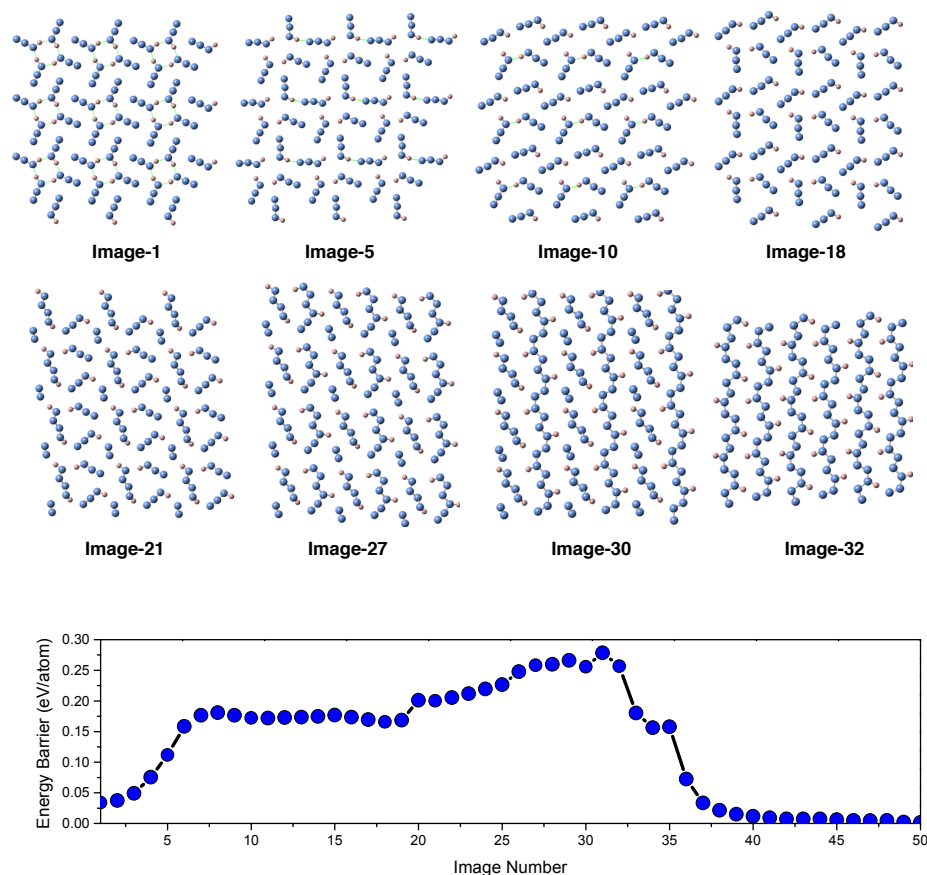 Image-1 Image-5 Image-10 Image-18
Image-21 Image-27 Image-30 Image-32
Energy Barrier (eV/atom)
0.30
0.25
0.20
0.15
0.10
0.05
0.00
5 10 15 20 25 30 35 40 45 50
Image Number